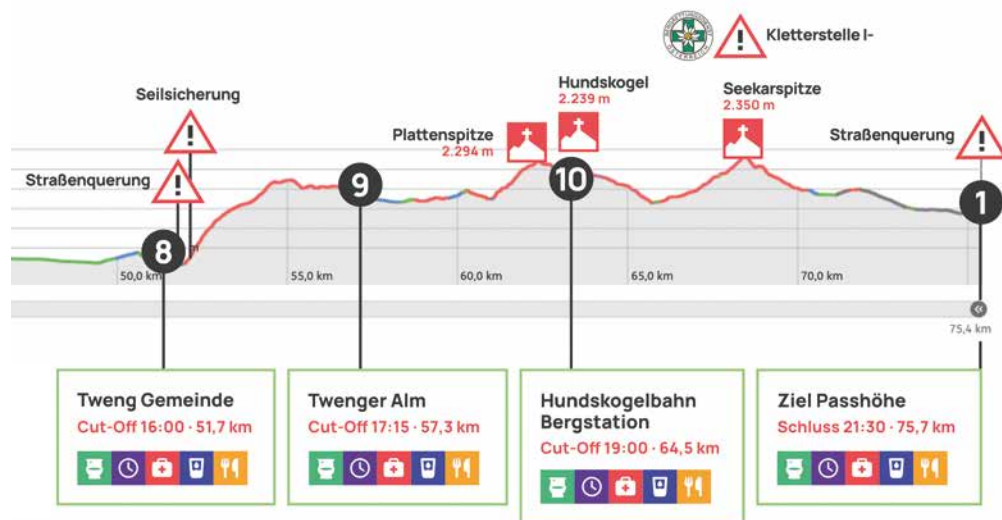 Kletterstelle I-
Seilsicherung
Hundskogel
2.239 m
Seekarspitze
2.350 m
Plattenspitze
2.294 m
Straßenquerung
Straßenquerung
8
9
10
1
50,0 km
55,0 km
60,0 km
65,0 km
70,0 km
75,4 km
Tweng Gemeinde
Cut-Off 16:00 · 51,7 km
Twenger Alm
Cut-Off 17:15 · 57,3 km
Hundskogelbahn
Bergstation
Cut-Off 19:00 · 64,5 km
Ziel Passhöhe
Schluss 21:30 · 75,7 km